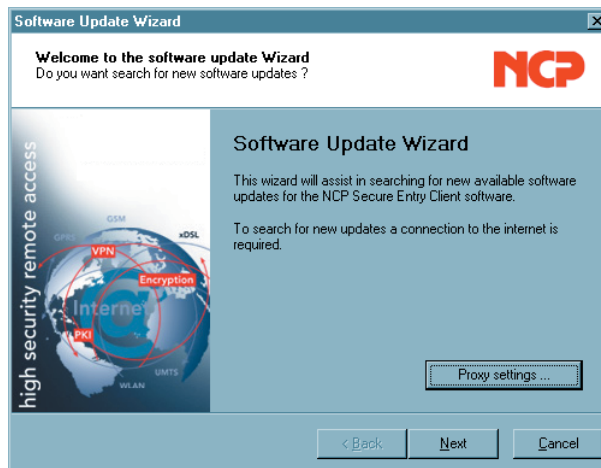 Software Update Wizard
Welcome to the software update Wizard
Do you want search for new software updates ?
NCP
high security remote access
GSM
GPRS
xDSL
VPN
Encryption
Internet
@
PKI
UMTS
WLAN
Software Update Wizard
This wizard will assist in searching for new available software
updates for the NCP Secure Entry Client software.
To search for new updates a connection to the internet is
required.
Proxy settings ...
< Back
Next
Cancel